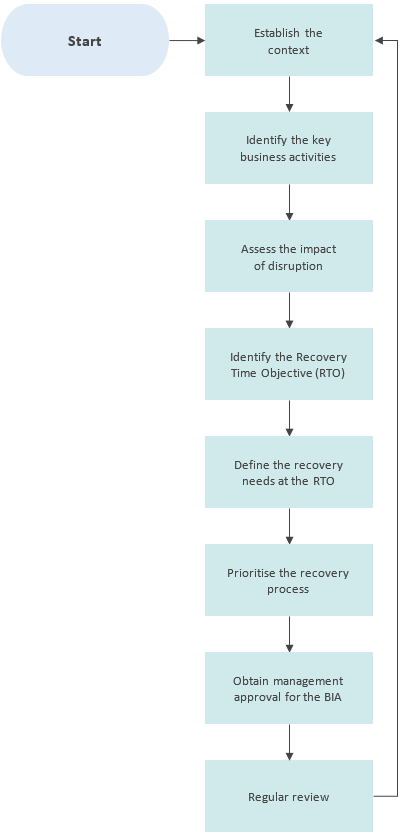 Start
Establish the
context
Identify the key
business activities
Assess the impact
of disruption
Identify the Recovery
Time Objective (RTO)
Define the recovery
needs at the RTO
Prioritise the recovery
process
Obtain management
approval for the BIA
Regular review